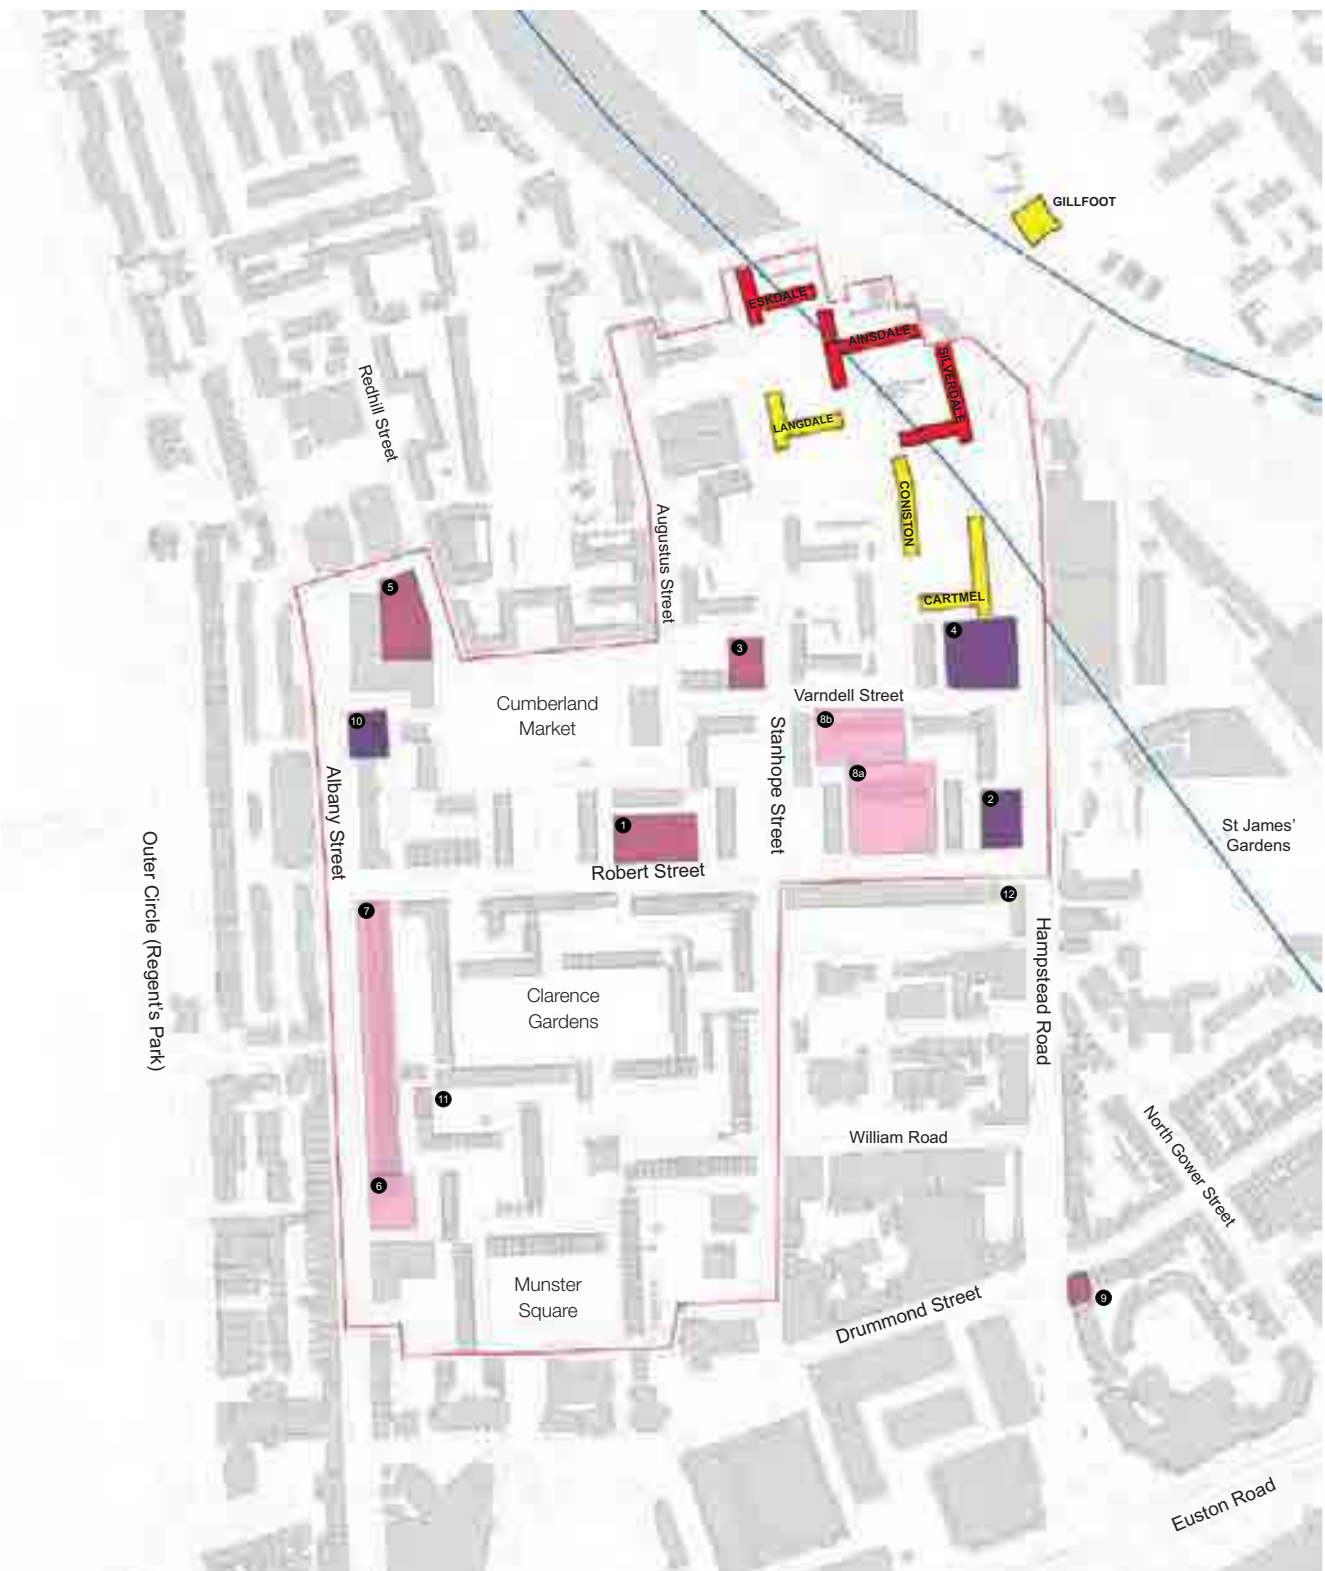 GILLFOOT
ESKDALE
AINSDALE
SILVERDALE
LANGDALE
Redhill Street
CONISTON
Augustus Street
5
CARTMEL
4
3
Varndell Street
Cumberland
Market
10
8b
Stanhope Street
8a
Albany Street
2
1
St James’
Gardens
Outer Circle (Regent's Park)
Robert Street
12
7
Hampstead Road
Clarence
Gardens
11
William Road
North Gower Street
6
Munster
Square
9
Drummond Street
Euston Road